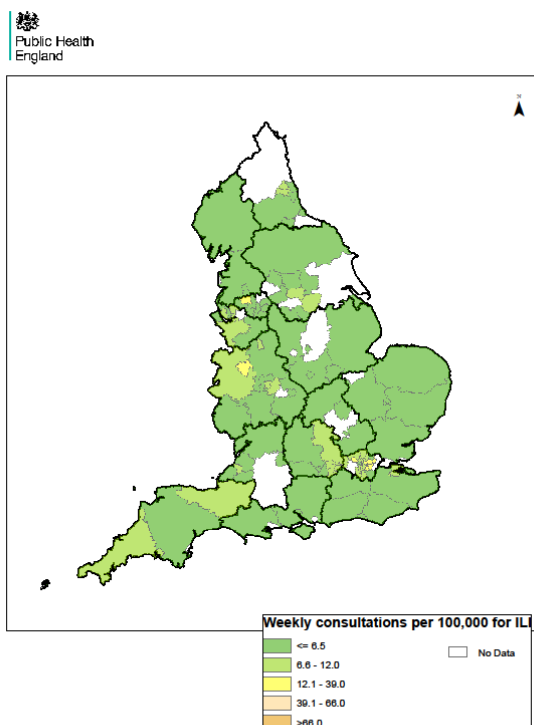 Public Health
England
N
Weekly consultations per 100,000 for ILI
<= 6.5
6.6 - 12.0
12.1 - 39.0
39.1 - 66.0
>66.0
No Data